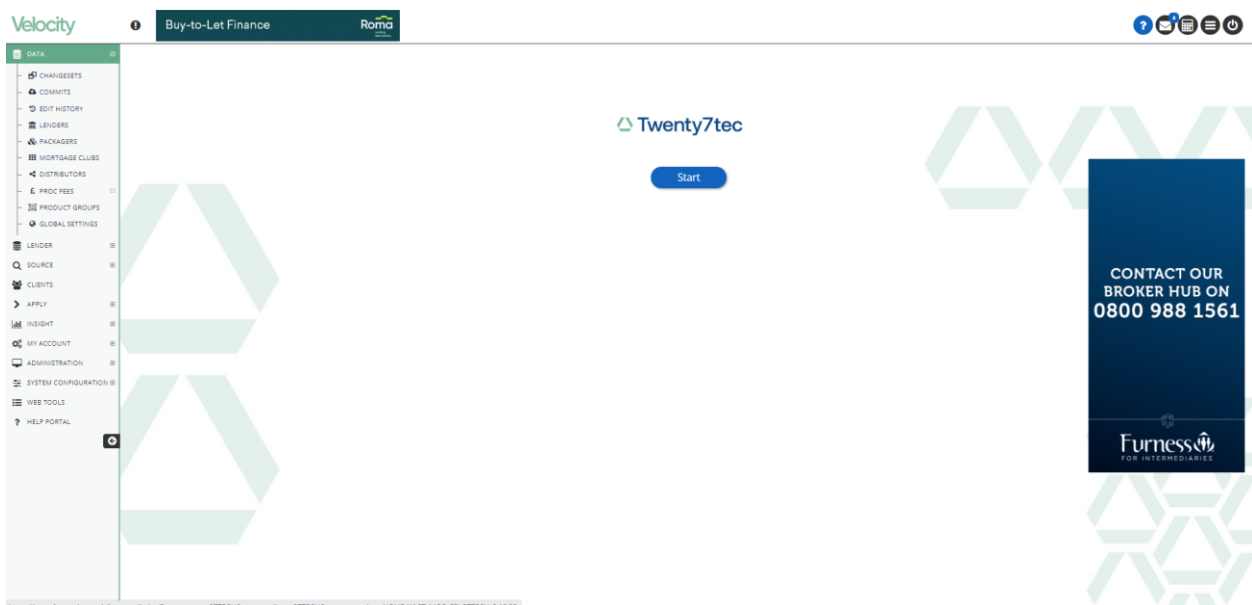 Velocity
Buy-to-Let Finance
Roma
DATA
CHANGESETS
COMMITS
EDIT HISTORY
LENDERS
PACKAGERS
MORTGAGE CLUBS
DISTRIBUTORS
£ PROC FEES
PRODUCT GROUPS
GLOBAL SETTINGS
LENDER
SOURCE
CLIENTS
APPLY
INSIGHT
MY ACCOUNT
ADMINISTRATION
SYSTEM CONFIGURATION
WEB TOOLS
? HELP PORTAL
Twenty7tec
Start
CONTACT OUR
BROKER HUB ON
0800 988 1561
Furness
FOR INTERMEDIARIES